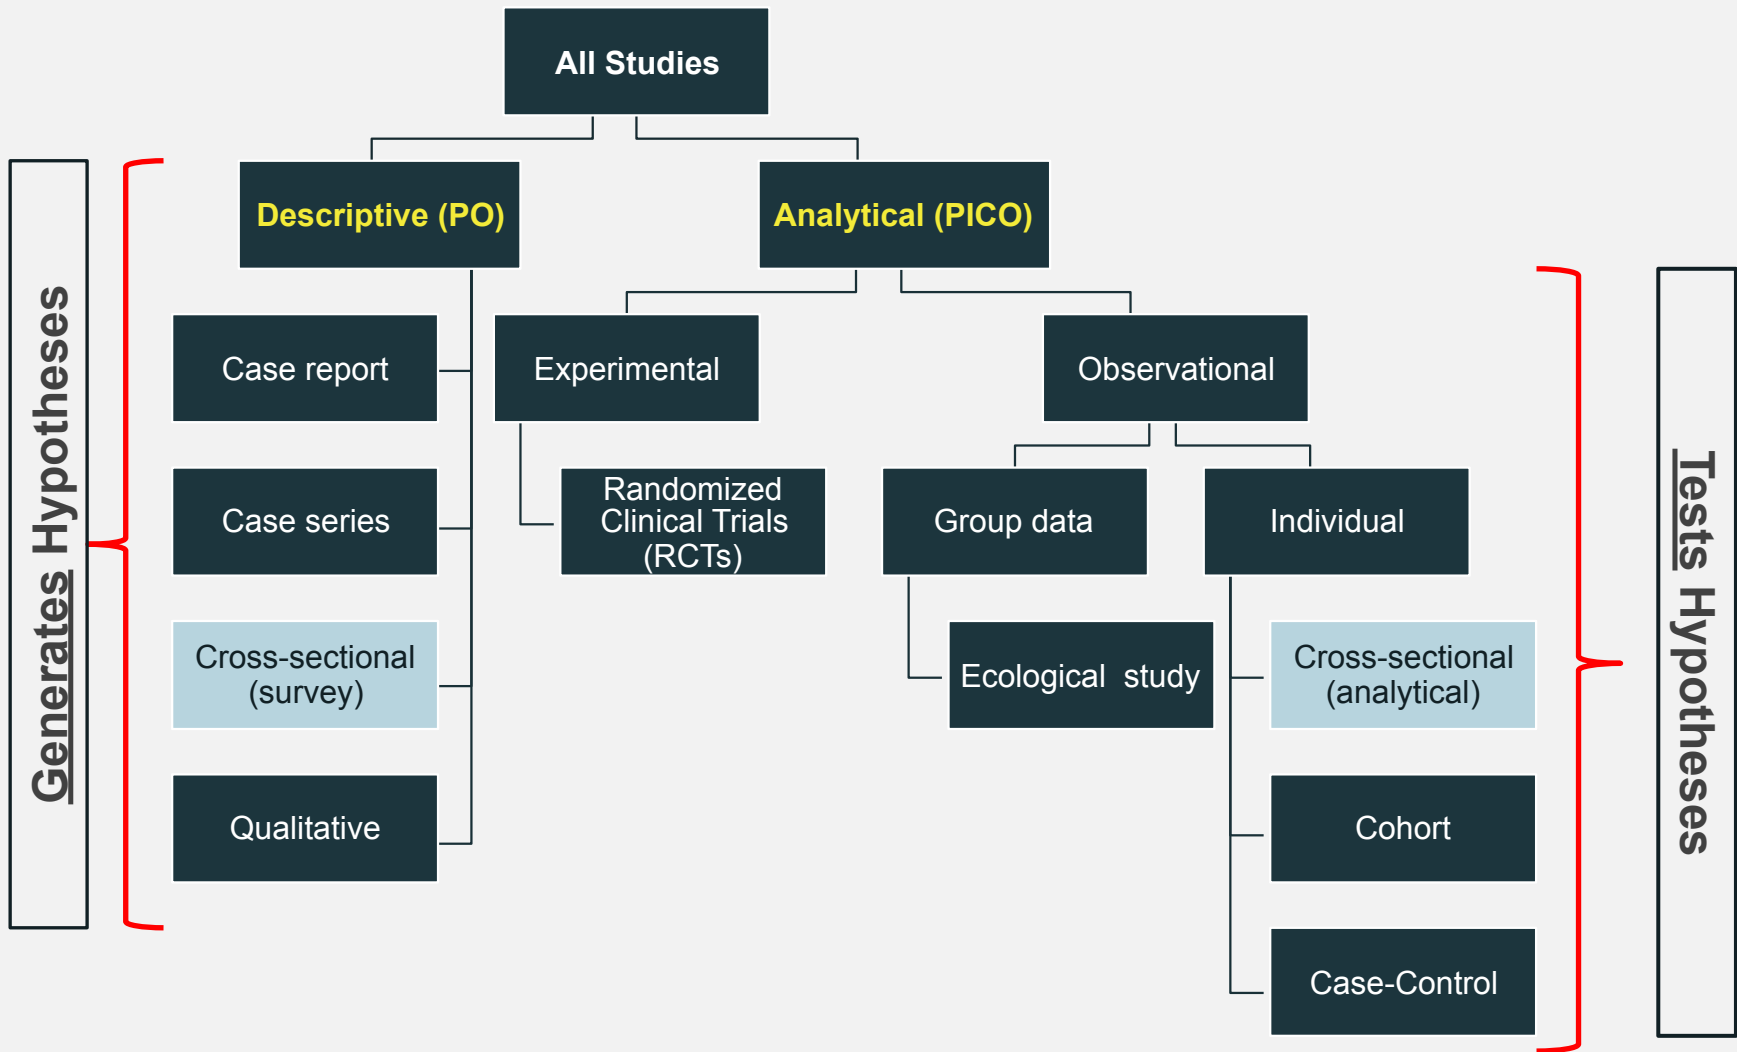 All Studies
Descriptive (PO)
Analytical (PICO)
Generates Hypotheses
Case report
Experimental
Observational
Case series
Randomized
Clinical Trials
(RCTs)
Group data
Individual
Cross-sectional
(survey)
Ecological study
Cross-sectional
(analytical)
Qualitative
Cohort
Case-Control
Tests Hypotheses